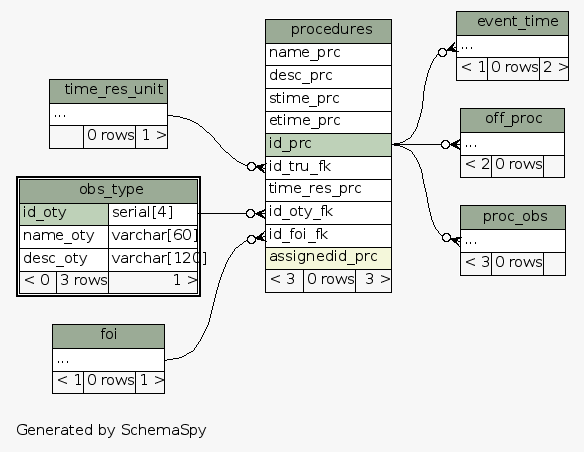 time_res_unit
...
0 rows 1 >
obs_type
id_oty serial[4]
name_oty varchar[60]
desc_oty varchar[120]
< 0 3 rows 1 >
foi
...
< 1 0 rows 1 >
procedures
name_prc
desc_prc
stime_prc
etime_prc
id_prc
id_tru_fk
time_res_prc
id_oty_fk
id_foi_fk
assignedid_prc
< 3 0 rows 3 >
event_time
...
< 1 0 rows 2 >
off_proc
...
< 2 0 rows
proc_obs
...
< 3 0 rows
Generated by SchemaSpy